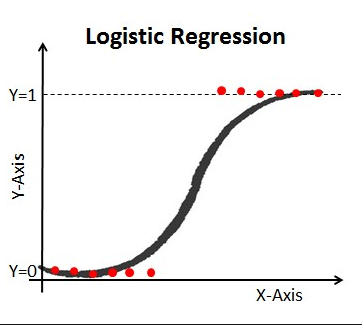 Logistic Regression
Y=1
Y-Axis
Y=0
X-Axis